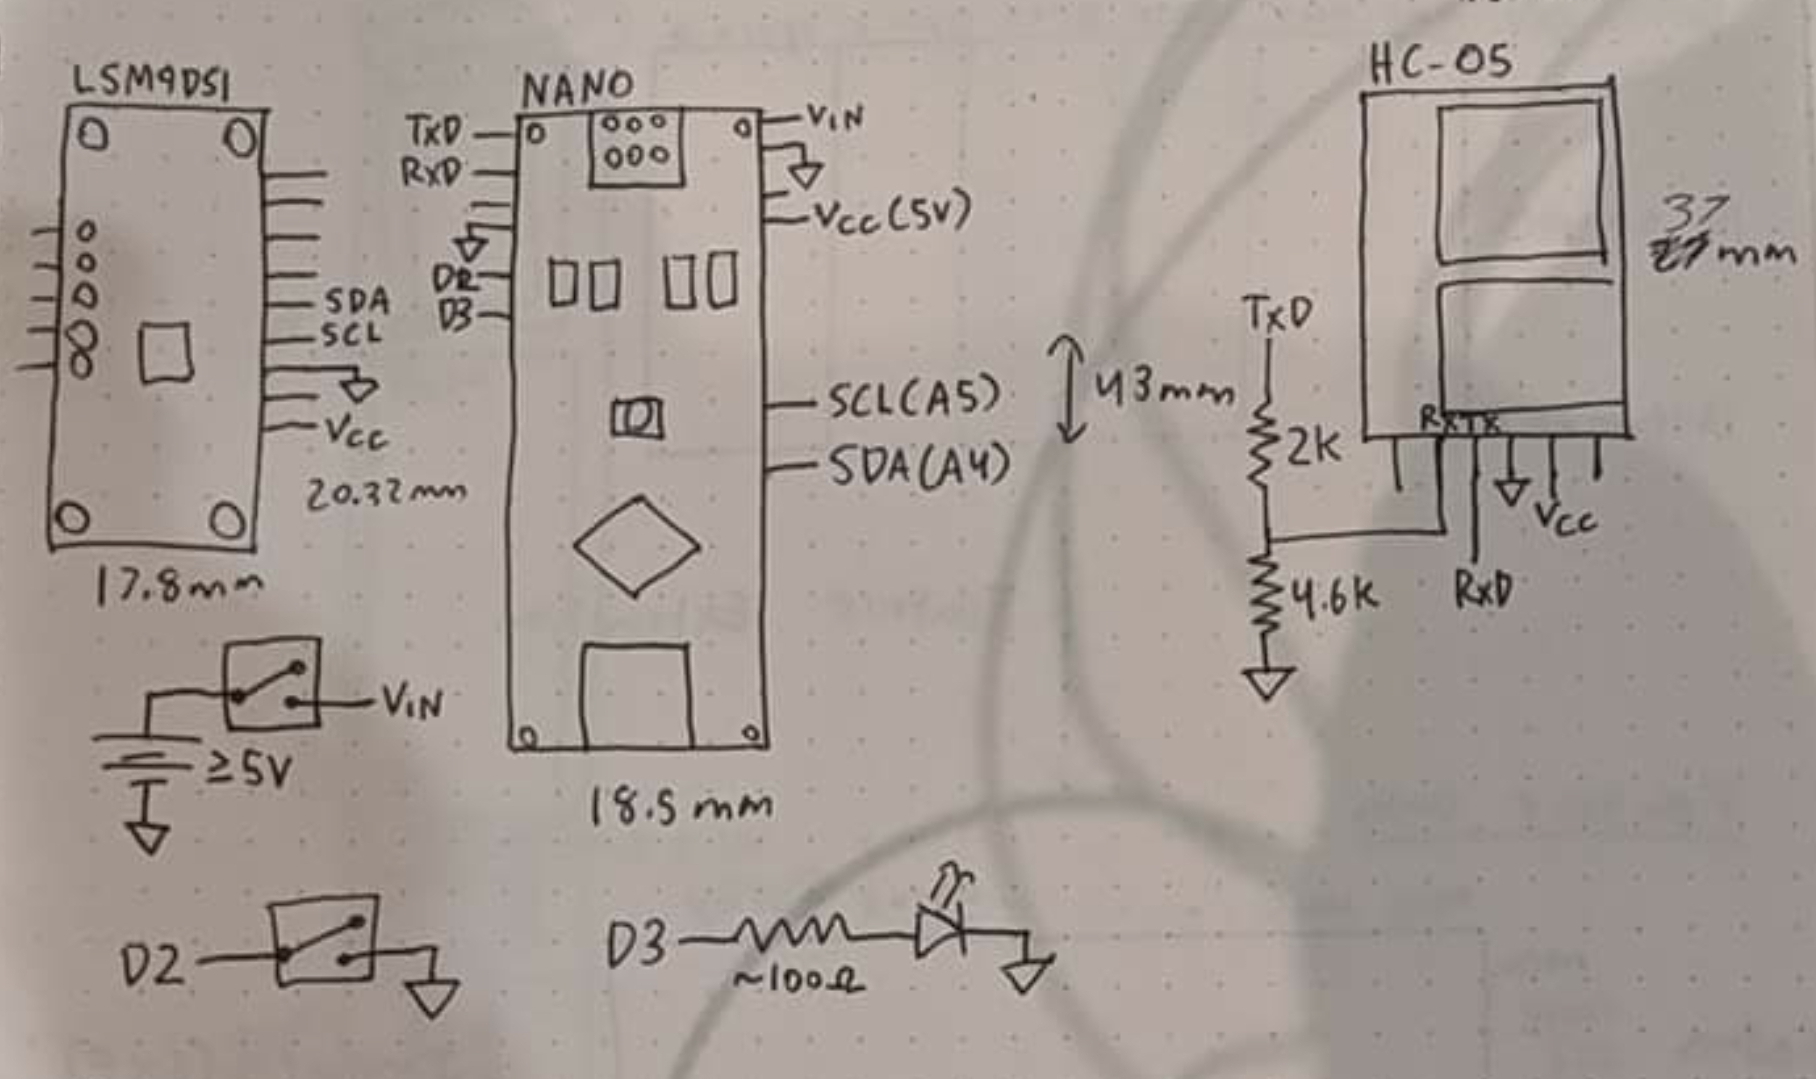 LSM9DS1
SDA
SCL
Vcc
20.32mm
17.8mm
NANO
TxD
RxD
D2
D3
VIN
Vcc(5V)
SCL(A5)
SDA(A4)
43mm
18.5mm
HC-05
37
mm
TxD
2K
4.6K
RX TX
Vcc
RxD
VIN
≥5V
D2
D3
~100Ω